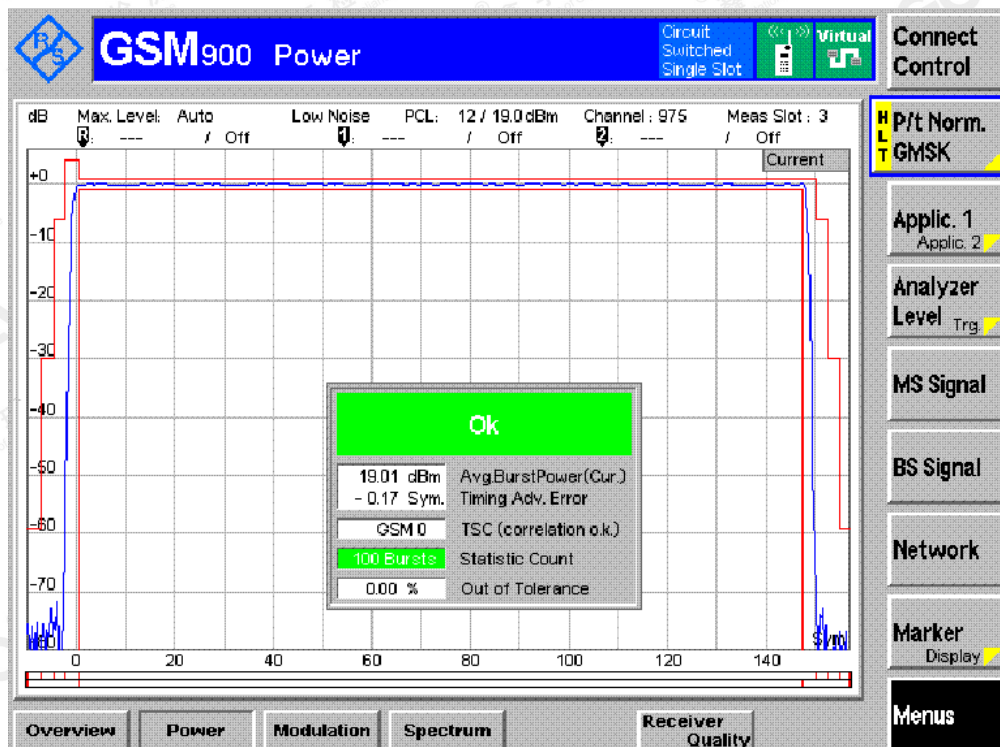 R/S
GSM900 Power
Circuit
Switched
Single Slot
Virtual
Connect
Control
dB Max. Level: Auto Low Noise PCL: 12 / 19.0 dBm Channel : 975 Meas Slot : 3
R: --- / Off 1: --- / Off 2: --- / Off
Current
H
L
T
P/t Norm.
GMSK
Applic. 1
Applic. 2
Analyzer
Level Trg.
MS Signal
BS Signal
Network
Marker
Display
Menus
+0
-10
-20
-30
-40
-50
-60
-70
-80
Ok
19.01 dBm Avg.BurstPower(Cur.)
- 0.17 Sym. Timing Adv. Error
GSM 0 TSC (correlation o.k.)
100 Bursts Statistic Count
0.00 % Out of Tolerance
Sym
0 20 40 60 80 100 120 140
Overview Power Modulation Spectrum Receiver
Quality